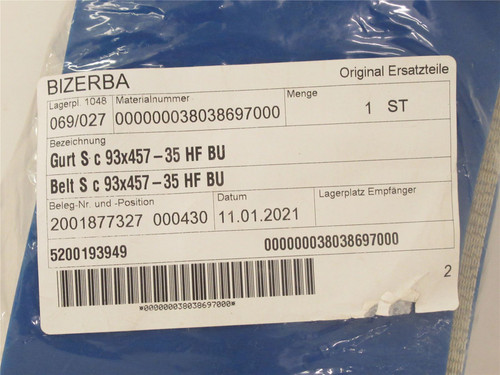 BIZERBA Original Ersatzteile
Lagerpl. 1048 Materialnummer Menge
069/027 000000038038697000 1 ST
Bezeichnung
Gurt S c 93x457-35 HF BU
Belt S c 93x457-35 HF BU
Beleg-Nr. und -Position Datum Lagerplatz Empfänger
2001877327 000430 11.01.2021
5200193949 000000038038697000
2
*000000038038697000*